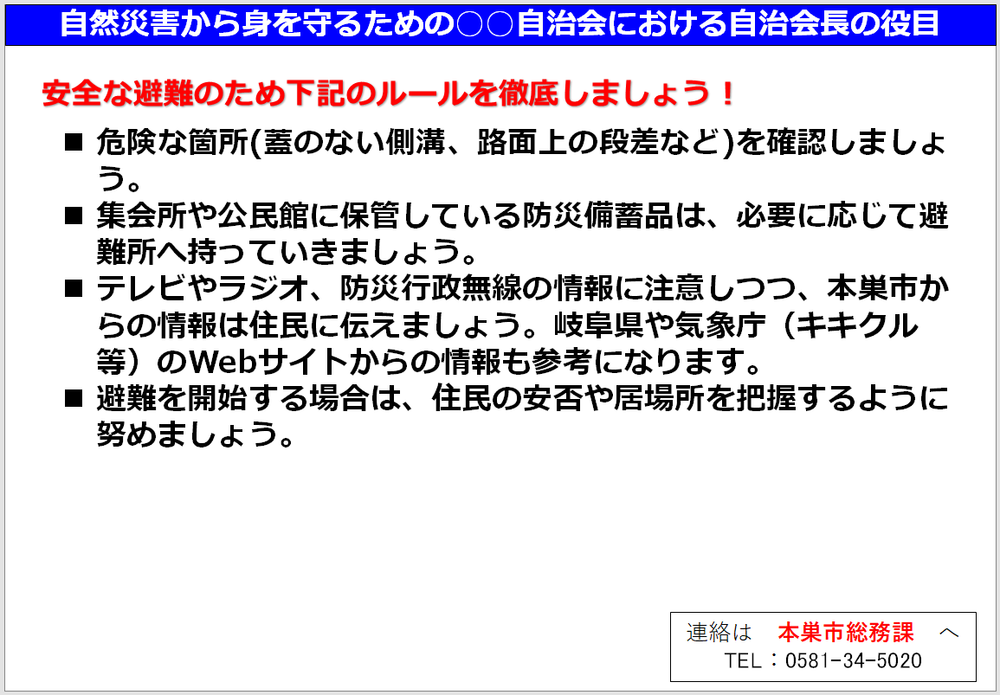 自然災害から身を守るための○○自治会における自治会長の役目
安全な避難のため下記のルールを徹底しましょう！
■ 危険な箇所(蓋のない側溝、路面上の段差など)を確認しましょ
う。
■ 集会所や公民館に保管している防災備蓄品は、必要に応じて避
難所へ持っていきましょう。
■ テレビやラジオ、防災行政無線の情報に注意しつつ、本巣市か
らの情報は住民に伝えましょう。岐阜県や気象庁（キキクル
等）のWebサイトからの情報も参考になります。
■ 避難を開始する場合は、住民の安否や居場所を把握するように
努めましょう。
連絡は　本巣市総務課　へ
TEL：0581-34-5020